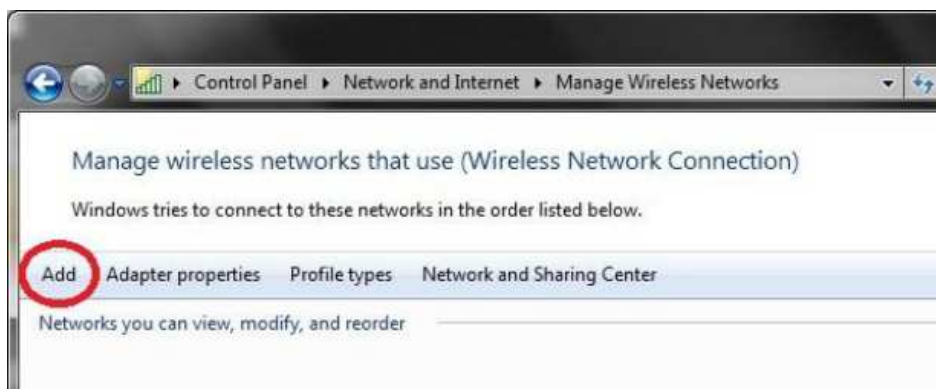 Control Panel ▸ Network and Internet ▸ Manage Wireless Networks
Manage wireless networks that use (Wireless Network Connection)
Windows tries to connect to these networks in the order listed below.
Add Adapter properties Profile types Network and Sharing Center
Networks you can view, modify, and reorder